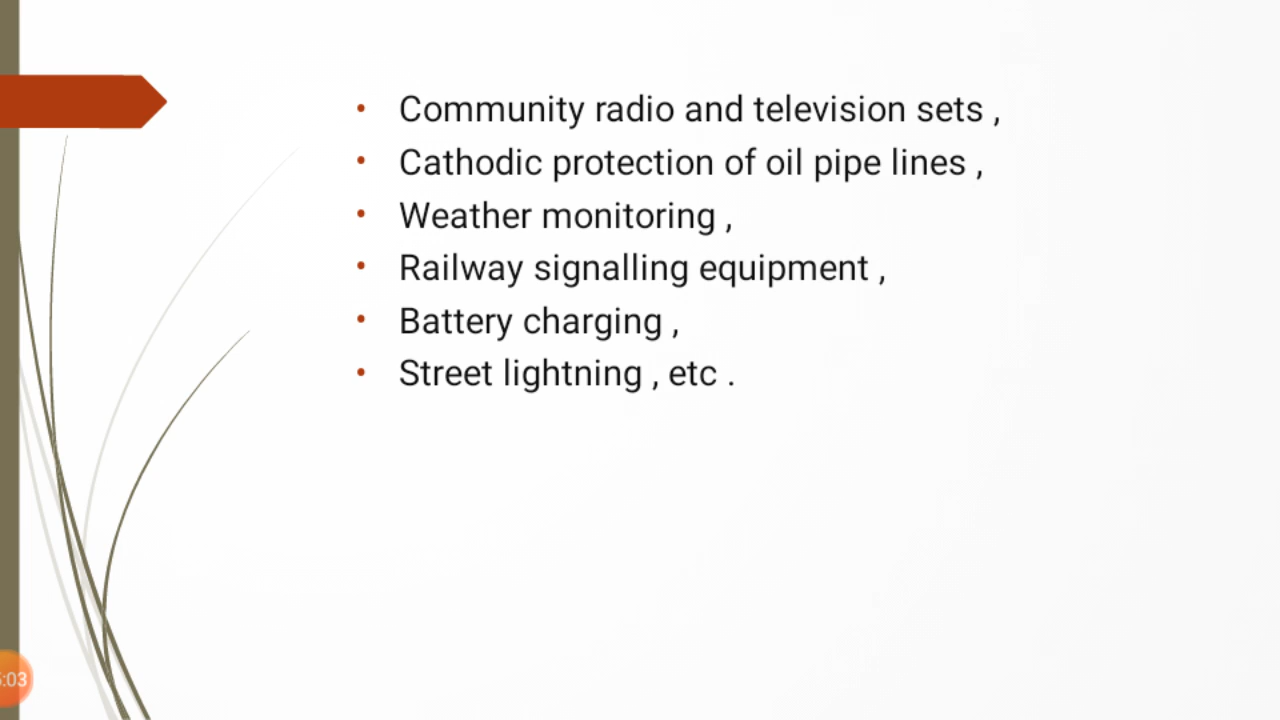 Community radio and television sets ,
Cathodic protection of oil pipe lines ,
Weather monitoring ,
Railway signalling equipment ,
Battery charging ,
Street lightning , etc .
:03